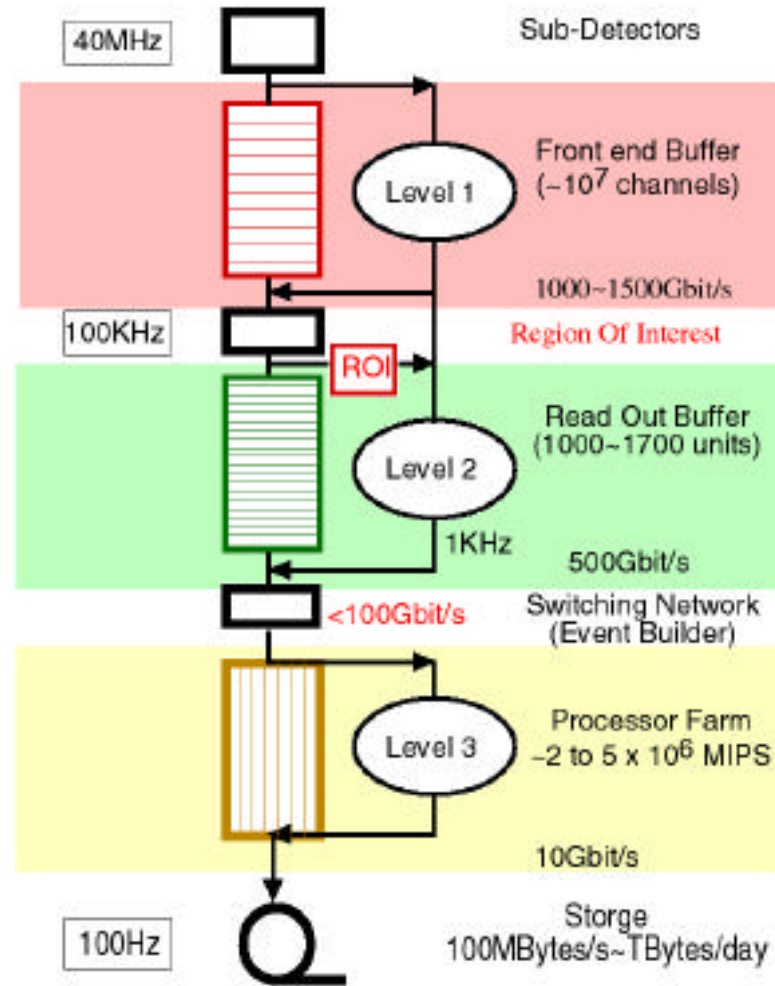 40MHz
Sub-Detectors
Front end Buffer
(~10⁷ channels)
Level 1
1000~1500Gbit/s
100KHz
Region Of Interest
ROI
Read Out Buffer
(1000~1700 units)
Level 2
1KHz
500Gbit/s
<100Gbit/s
Switching Network
(Event Builder)
Processor Farm
~2 to 5 x 10⁶ MIPS
Level 3
10Gbit/s
Storge
100Hz
100MBytes/s~TBytes/day